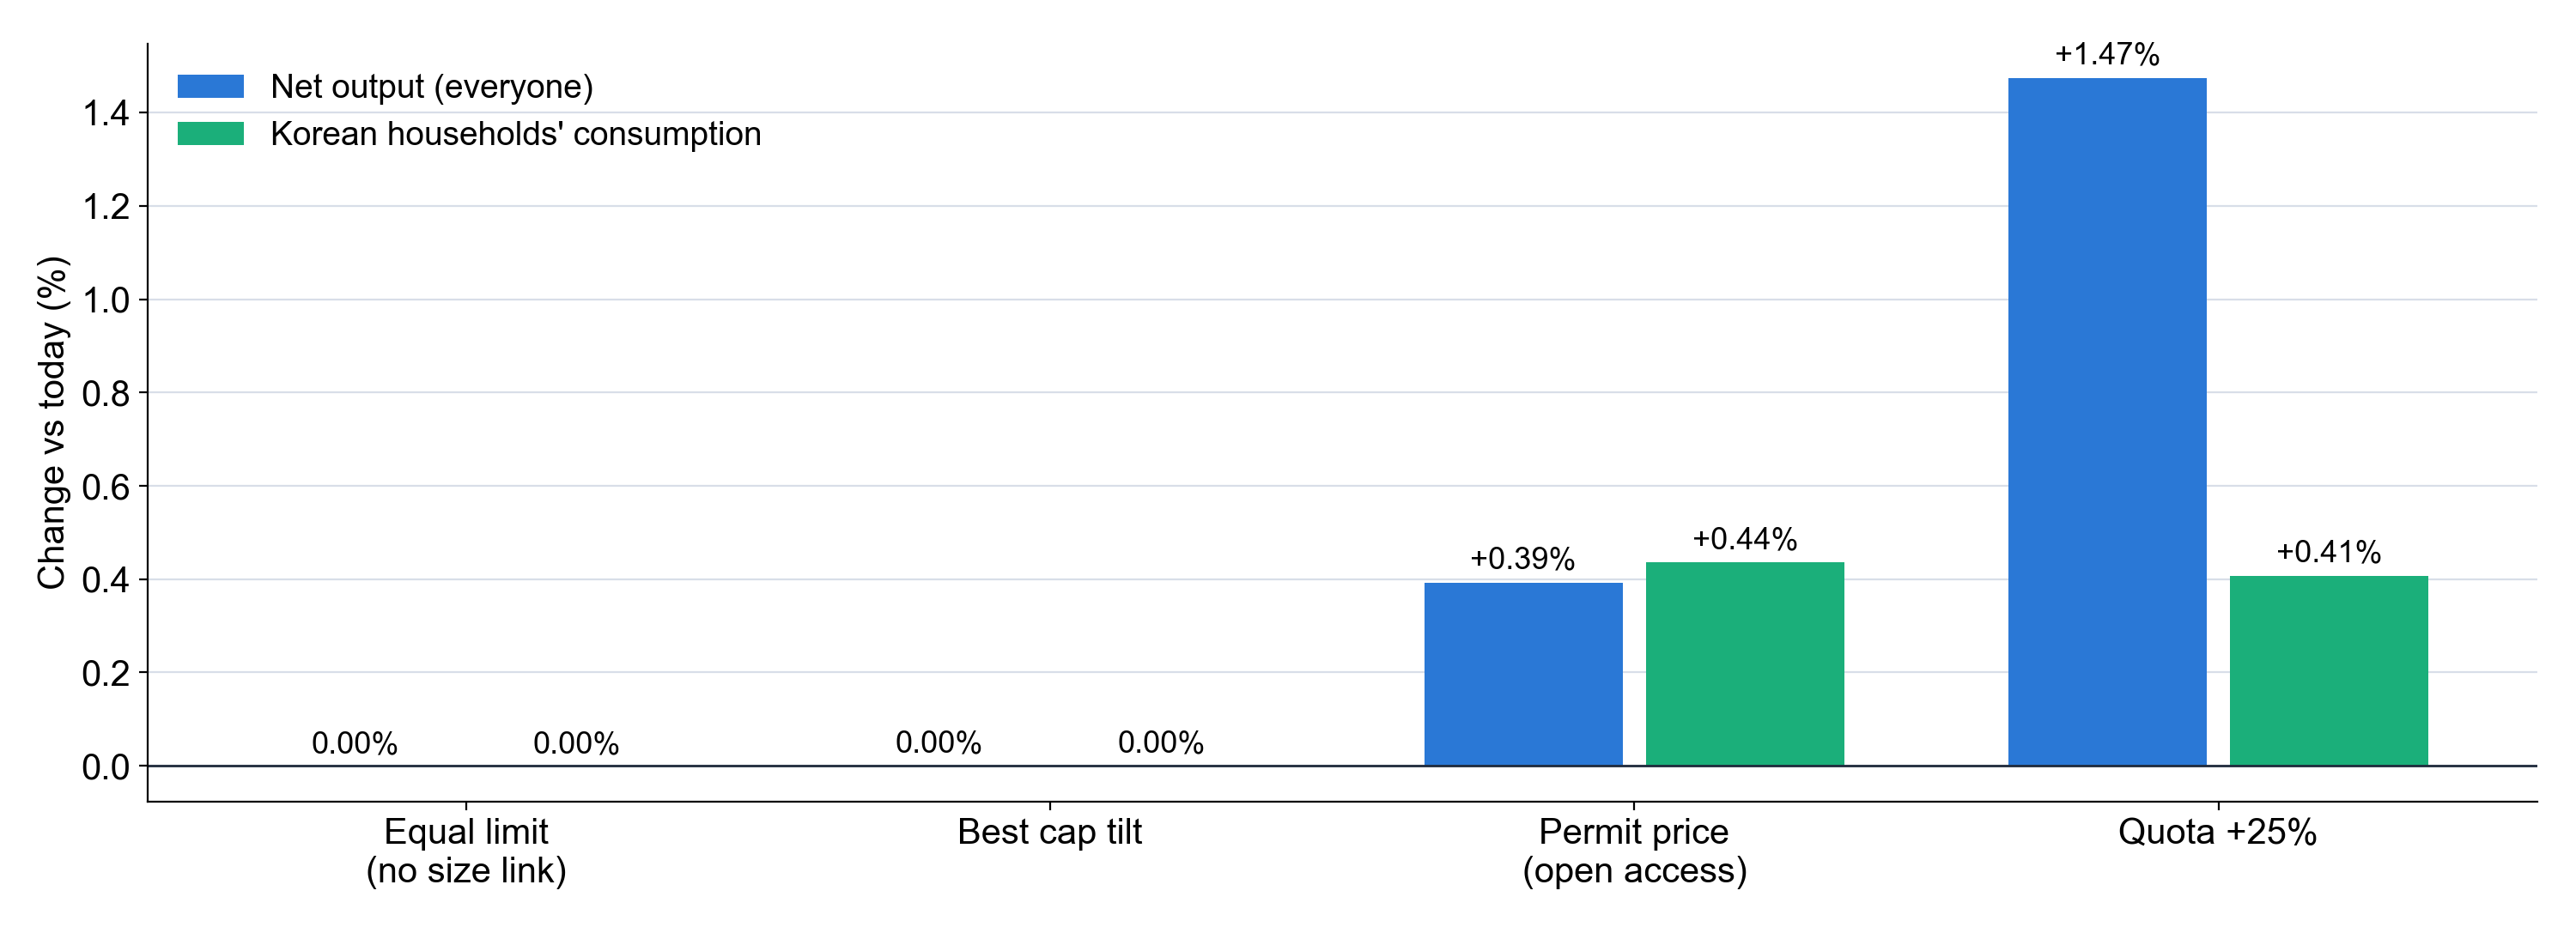 Net output (everyone)
Korean households' consumption
Change vs today (%)
1.4
1.2
1.0
0.8
0.6
0.4
0.2
0.0
0.00%
0.00%
0.00%
0.00%
+0.39%
+0.44%
+1.47%
+0.41%
Equal limit
(no size link)
Best cap tilt
Permit price
(open access)
Quota +25%